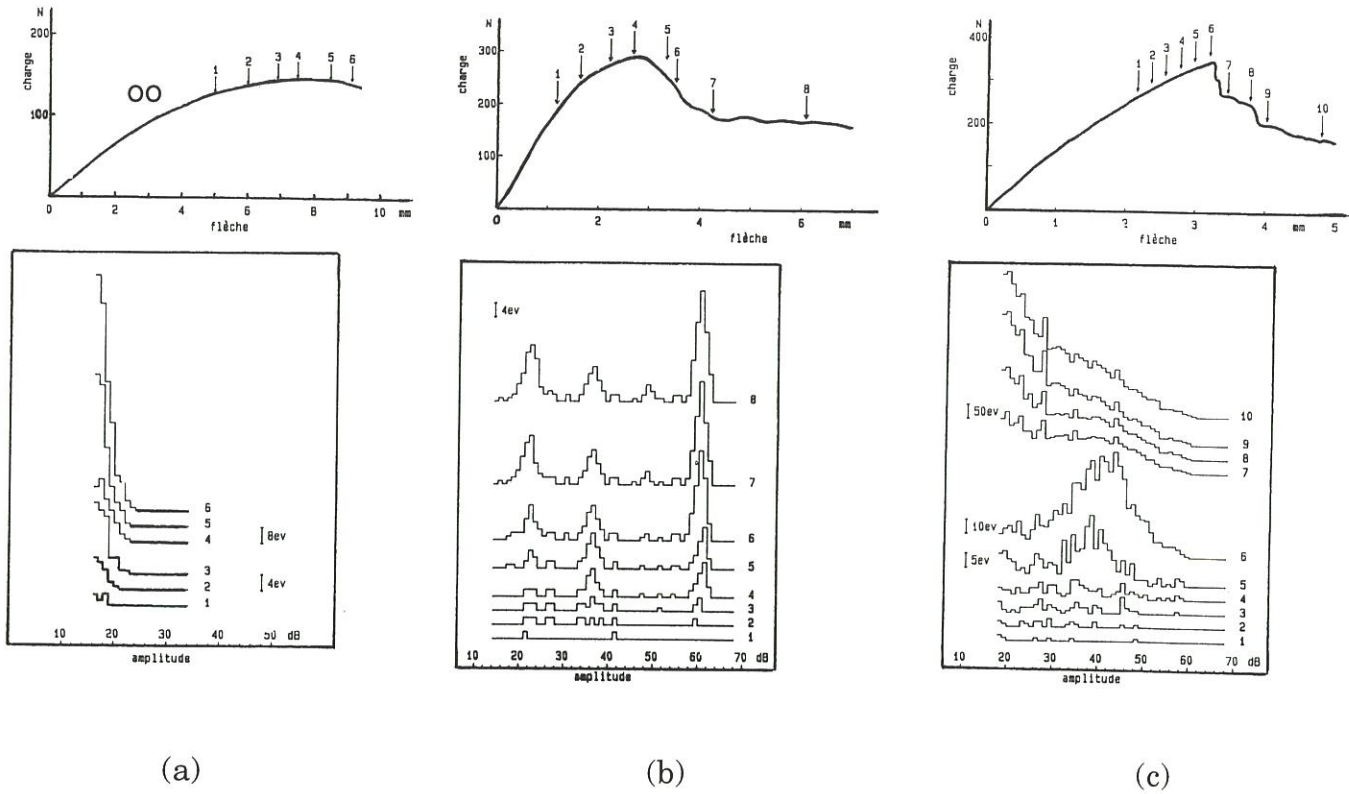 N
200
100
charge
1 2 3 4 5 6
0 2 4 6 8 10 mm
flèche
6
5
4
8ev
3
2
4ev
1
10 20 30 40 50 dB
amplitude
(a)
N
300
200
100
charge
1 2 3 4 5 6 7 8
0 2 4 6 mm
flèche
4ev
8
7
6
5
4
3
2
1
10 20 30 40 50 60 70 dB
amplitude
(b)
N
400
200
charge
1 2 3 4 5 6 7 8 9 10
0 1 2 3 4 mm 5
flèche
50ev
10
9
8
7
10ev
6
5ev
5
4
3
2
1
10 20 30 40 50 60 70 dB
amplitude
(c)